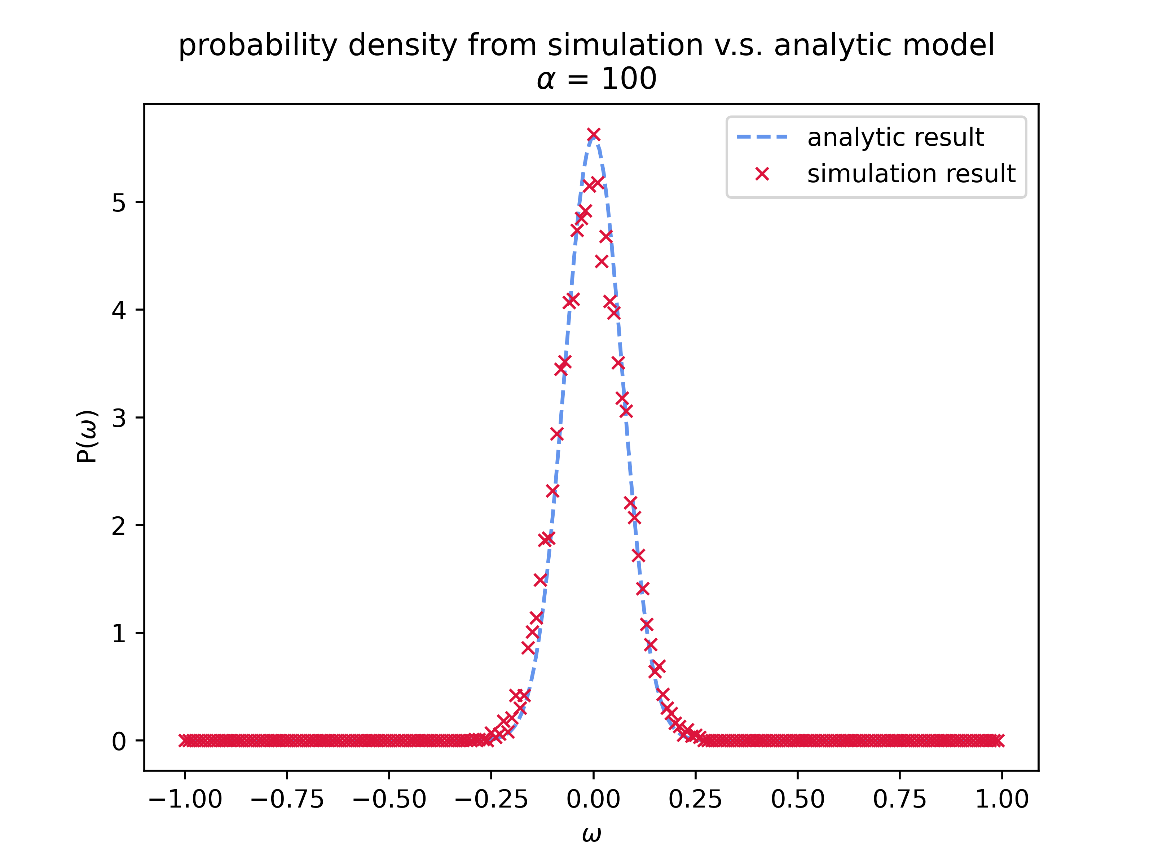 probability density from simulation v.s. analytic model
α = 100
analytic result
simulation result
P(ω)
5
4
3
2
1
0
−1.00 −0.75 −0.50 −0.25 0.00 0.25 0.50 0.75 1.00
ω